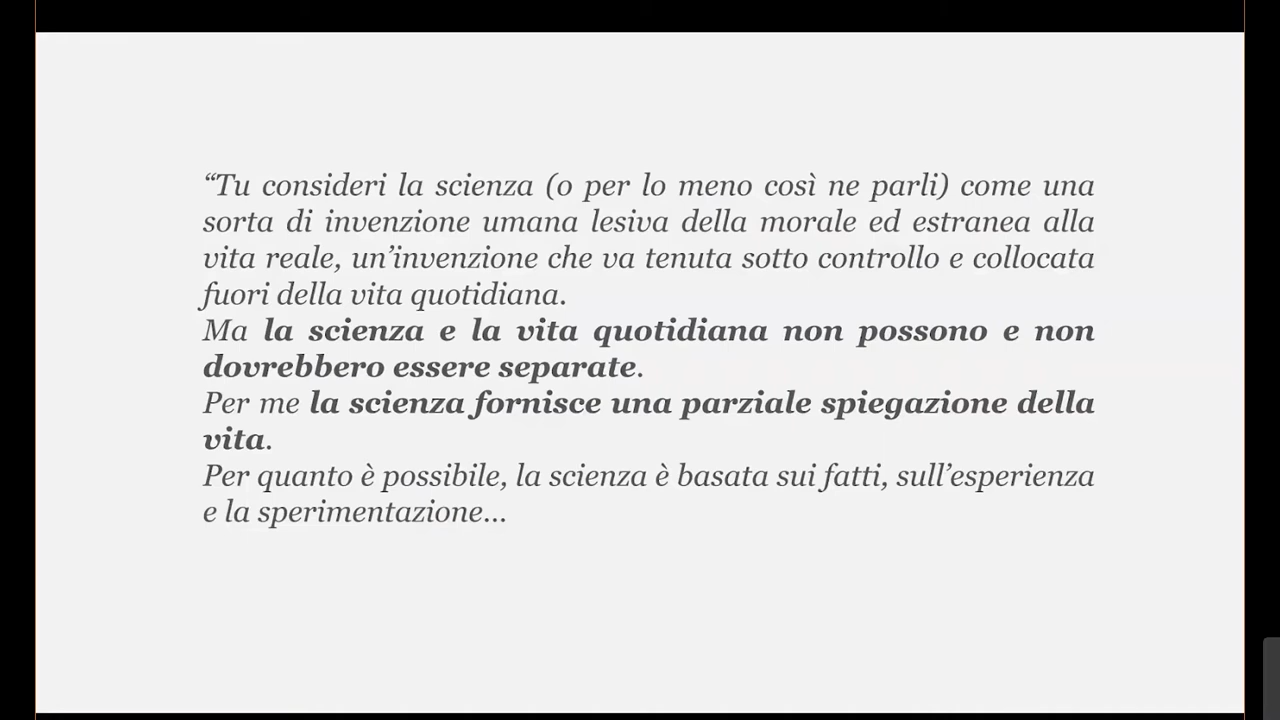 “Tu consideri la scienza (o per lo meno così ne parli) come una
sorta di invenzione umana lesiva della morale ed estranea alla
vita reale, un’invenzione che va tenuta sotto controllo e collocata
fuori della vita quotidiana.
Ma la scienza e la vita quotidiana non possono e non
dovrebbero essere separate.
Per me la scienza fornisce una parziale spiegazione della
vita.
Per quanto è possibile, la scienza è basata sui fatti, sull’esperienza
e la sperimentazione…